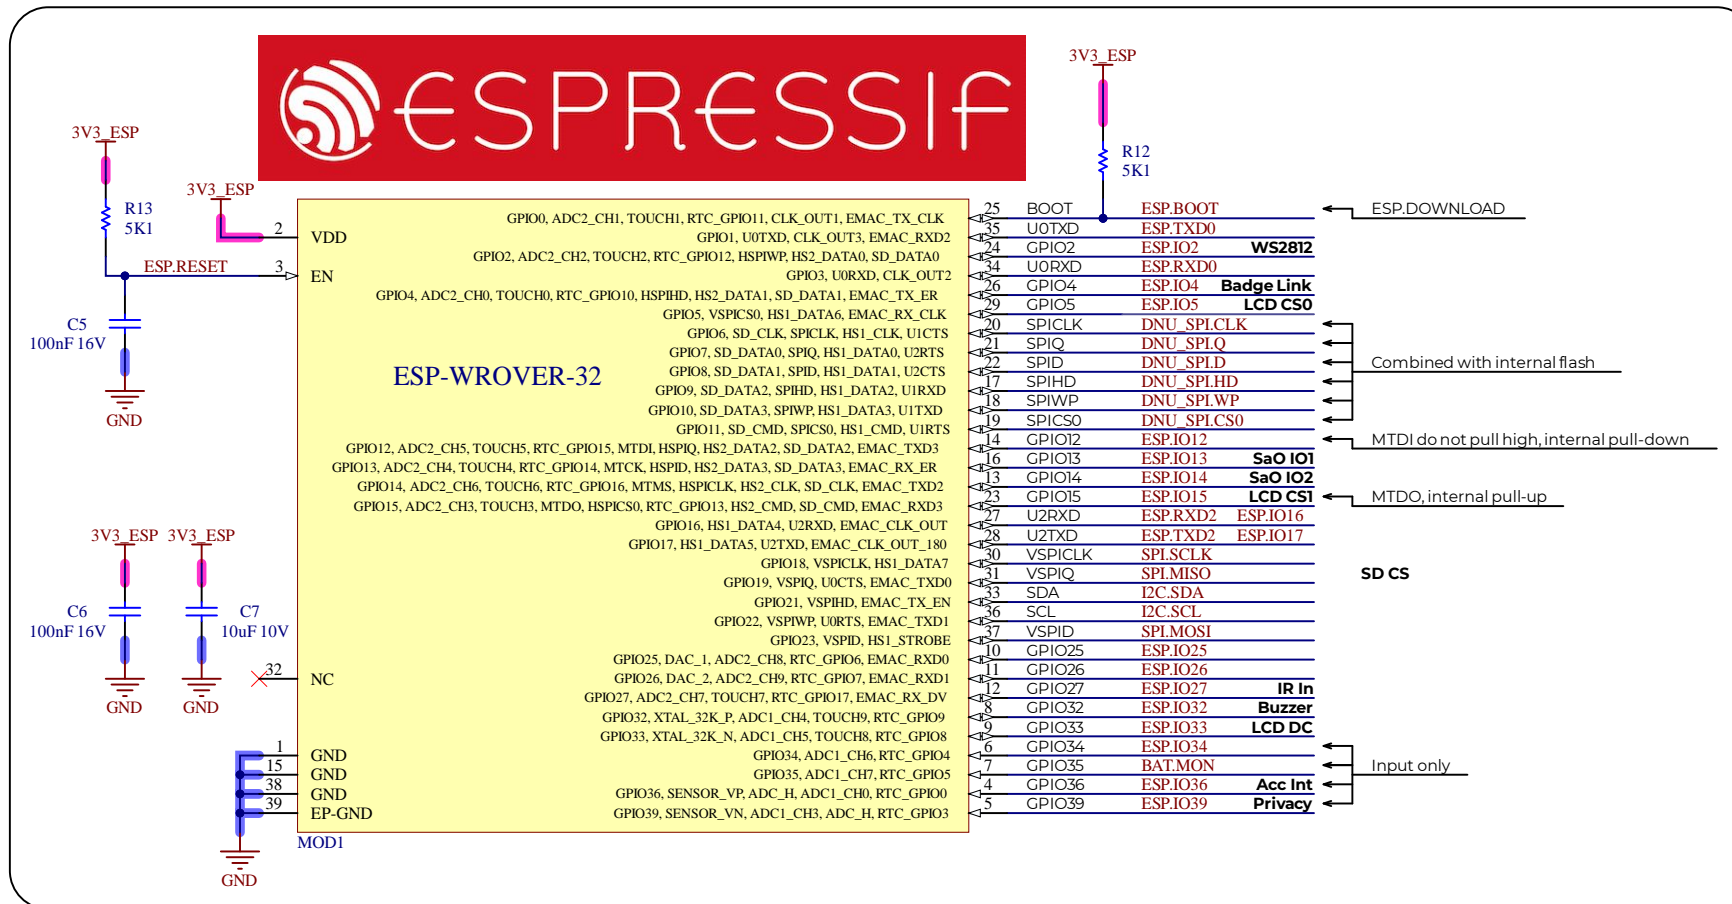 ESPRESSIF
3V3_ESP
R12
5K1
3V3_ESP
R13
5K1
3V3_ESP
2 VDD
ESP.RESET 3 EN
C5
100nF 16V
GND
ESP-WROVER-32
GPIO0, ADC2_CH1, TOUCH1, RTC_GPIO11, CLK_OUT1, EMAC_TX_CLK 25 BOOT ESP.BOOT ESP.DOWNLOAD
GPIO1, U0TXD, CLK_OUT3, EMAC_RXD2 35 U0TXD ESP.TXD0
GPIO2, ADC2_CH2, TOUCH2, RTC_GPIO12, HSPIWP, HS2_DATA0, SD_DATA0 24 GPIO2 ESP.IO2 WS2812
GPIO3, U0RXD, CLK_OUT2 34 U0RXD ESP.RXD0
GPIO4, ADC2_CH0, TOUCH0, RTC_GPIO10, HSPIHD, HS2_DATA1, SD_DATA1, EMAC_TX_ER 26 GPIO4 ESP.IO4 Badge Link
GPIO5, VSPICS0, HS1_DATA6, EMAC_RX_CLK 29 GPIO5 ESP.IO5 LCD CS0
GPIO6, SD_CLK, SPICLK, HS1_CLK, U1CTS 20 SPICLK DNU_SPI.CLK
GPIO7, SD_DATA0, SPIQ, HS1_DATA0, U2RTS 21 SPIQ DNU_SPI.Q
GPIO8, SD_DATA1, SPID, HS1_DATA1, U2CTS 22 SPID DNU_SPI.D Combined with internal flash
GPIO9, SD_DATA2, SPIHD, HS1_DATA2, U1RXD 17 SPIHD DNU_SPI.HD
GPIO10, SD_DATA3, SPIWP, HS1_DATA3, U1TXD 18 SPIWP DNU_SPI.WP
GPIO11, SD_CMD, SPICS0, HS1_CMD, U1RTS 19 SPICS0 DNU_SPI.CS0
GPIO12, ADC2_CH5, TOUCH5, RTC_GPIO15, MTDI, HSPIQ, HS2_DATA2, SD_DATA2, EMAC_TXD3 14 GPIO12 ESP.IO12 MTDI do not pull high, internal pull-down
GPIO13, ADC2_CH4, TOUCH4, RTC_GPIO14, MTCK, HSPID, HS2_DATA3, SD_DATA3, EMAC_RX_ER 16 GPIO13 ESP.IO13 SaO IO1
GPIO14, ADC2_CH6, TOUCH6, RTC_GPIO16, MTMS, HSPICLK, HS2_CLK, SD_CLK, EMAC_TXD2 13 GPIO14 ESP.IO14 SaO IO2
GPIO15, ADC2_CH3, TOUCH3, MTDO, HSPICS0, RTC_GPIO13, HS2_CMD, SD_CMD, EMAC_RXD3 23 GPIO15 ESP.IO15 LCD CS1 MTDO, internal pull-up
GPIO16, HS1_DATA4, U2RXD, EMAC_CLK_OUT 27 U2RXD ESP.RXD2 ESP.IO16
GPIO17, HS1_DATA5, U2TXD, EMAC_CLK_OUT_180 28 U2TXD ESP.TXD2 ESP.IO17
GPIO18, VSPICLK, HS1_DATA7 30 VSPICLK SPI.SCLK
GPIO19, VSPIQ, U0CTS, EMAC_TXD0 31 VSPIQ SPI.MISO SD CS
GPIO21, VSPIHD, EMAC_TX_EN 33 SDA I2C.SDA
GPIO22, VSPIWP, U0RTS, EMAC_TXD1 36 SCL I2C.SCL
GPIO23, VSPID, HS1_STROBE 37 VSPID SPI.MOSI
GPIO25, DAC_1, ADC2_CH8, RTC_GPIO6, EMAC_RXD0 10 GPIO25 ESP.IO25
GPIO26, DAC_2, ADC2_CH9, RTC_GPIO7, EMAC_RXD1 11 GPIO26 ESP.IO26
GPIO27, ADC2_CH7, TOUCH7, RTC_GPIO17, EMAC_RX_DV 12 GPIO27 ESP.IO27 IR In
GPIO32, XTAL_32K_P, ADC1_CH4, TOUCH9, RTC_GPIO9 8 GPIO32 ESP.IO32 Buzzer
GPIO33, XTAL_32K_N, ADC1_CH5, TOUCH8, RTC_GPIO8 9 GPIO33 ESP.IO33 LCD DC
GPIO34, ADC1_CH6, RTC_GPIO4 6 GPIO34 ESP.IO34
GPIO35, ADC1_CH7, RTC_GPIO5 7 GPIO35 BAT.MON Input only
GPIO36, SENSOR_VP, ADC_H, ADC1_CH0, RTC_GPIO0 4 GPIO36 ESP.IO36 Acc Int
GPIO39, SENSOR_VN, ADC1_CH3, ADC_H, RTC_GPIO3 5 GPIO39 ESP.IO39 Privacy
3V3_ESP 3V3_ESP
C6 C7
100nF 16V 10uF 10V
GND GND
32 NC
1 GND
15 GND
38 GND
39 EP-GND
MOD1
GND